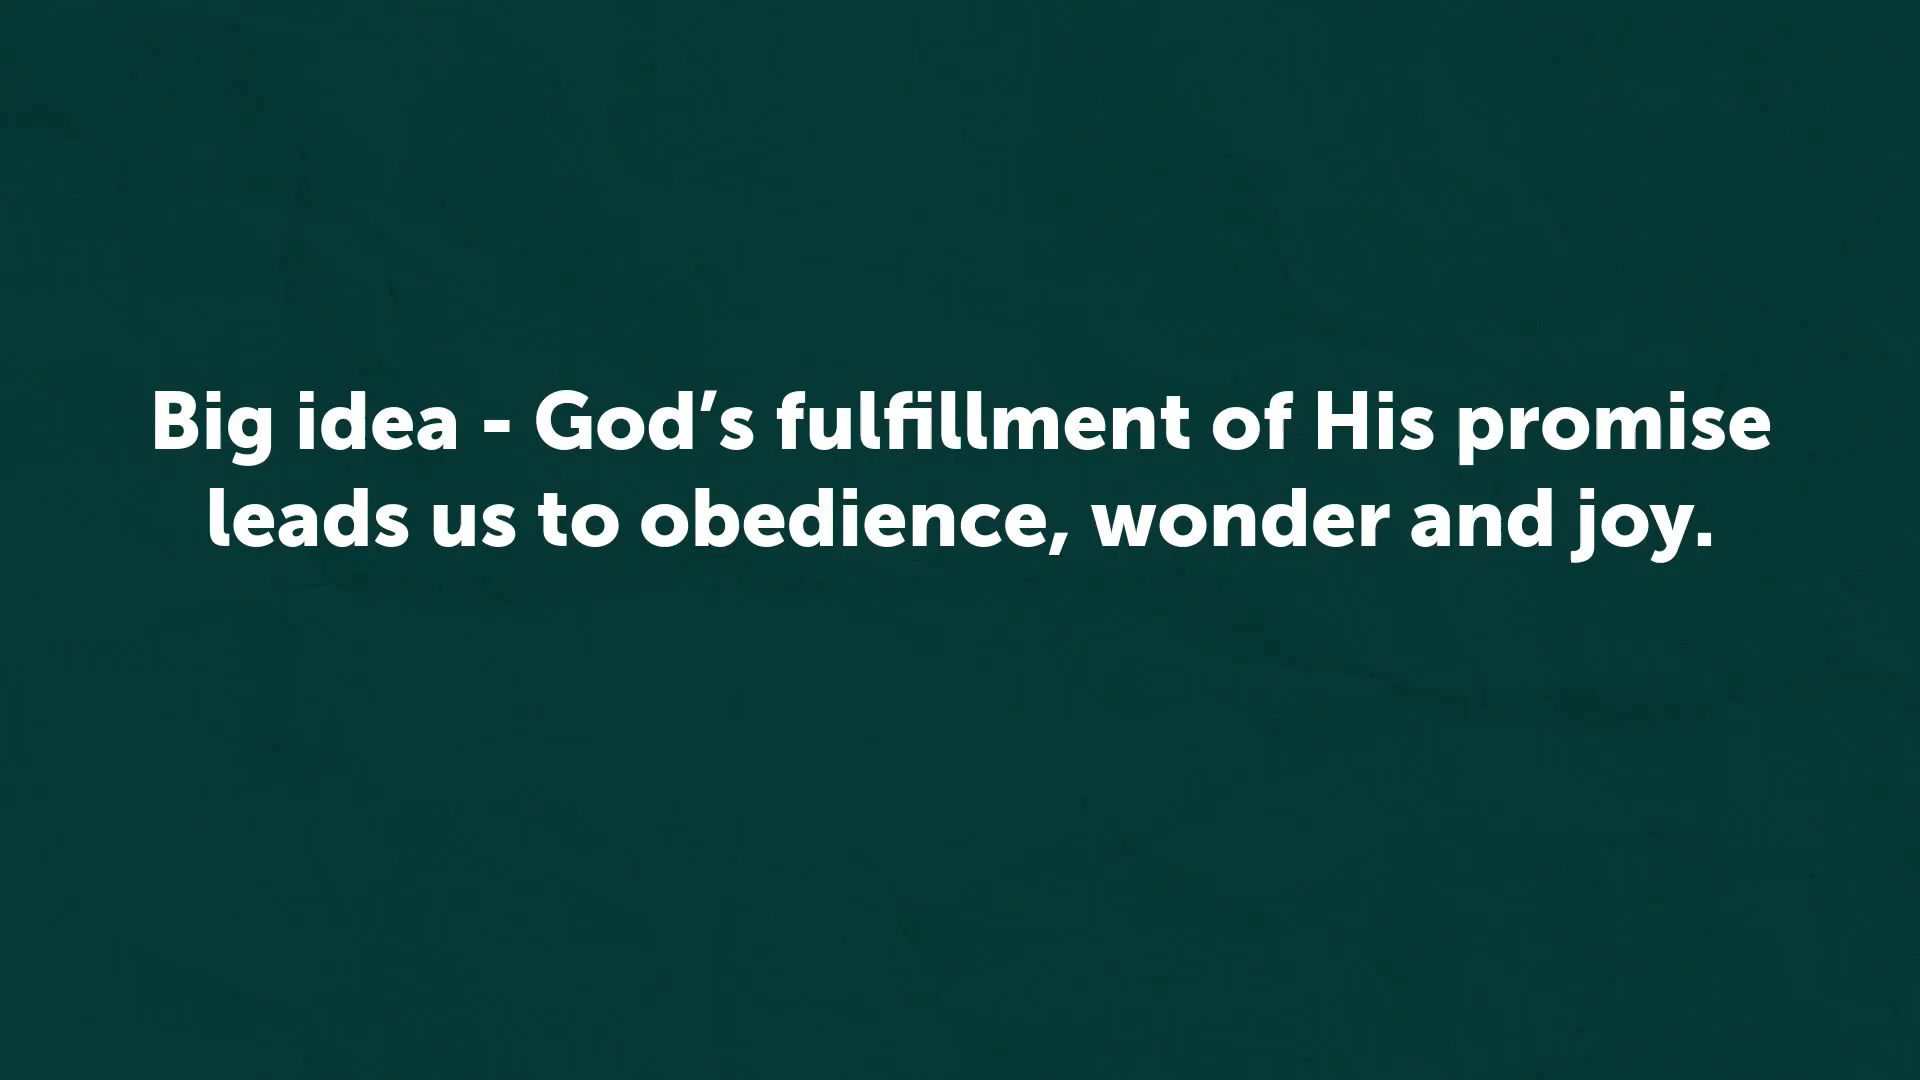 Big idea - God’s fulfillment of His promise
leads us to obedience, wonder and joy.